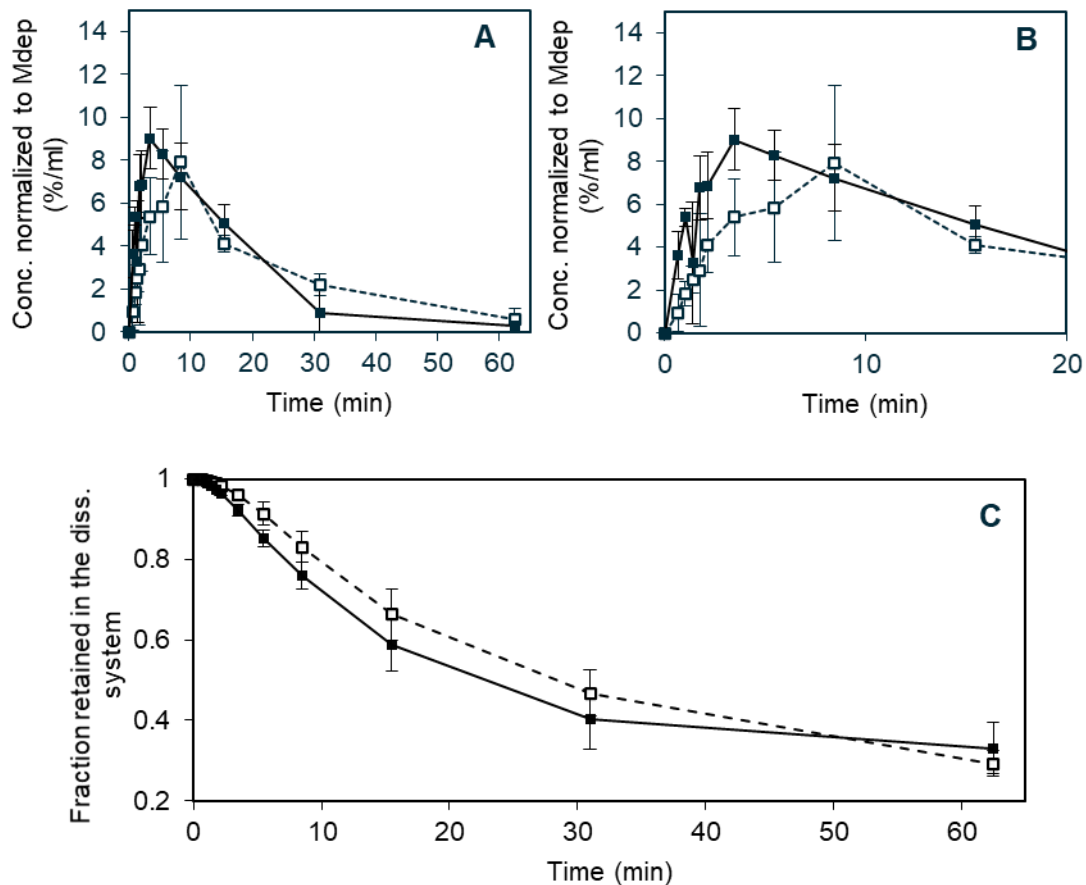 A
Conc. normalized to Mdep
(%/ml)
14
12
10
8
6
4
2
0
0 10 20 30 40 50 60
Time (min)
B
Conc. normalized to Mdep
(%/ml)
14
12
10
8
6
4
2
0
0 10 20
Time (min)
C
Fraction retained in the diss.
system
1
0.8
0.6
0.4
0.2
0 10 20 30 40 50 60
Time (min)